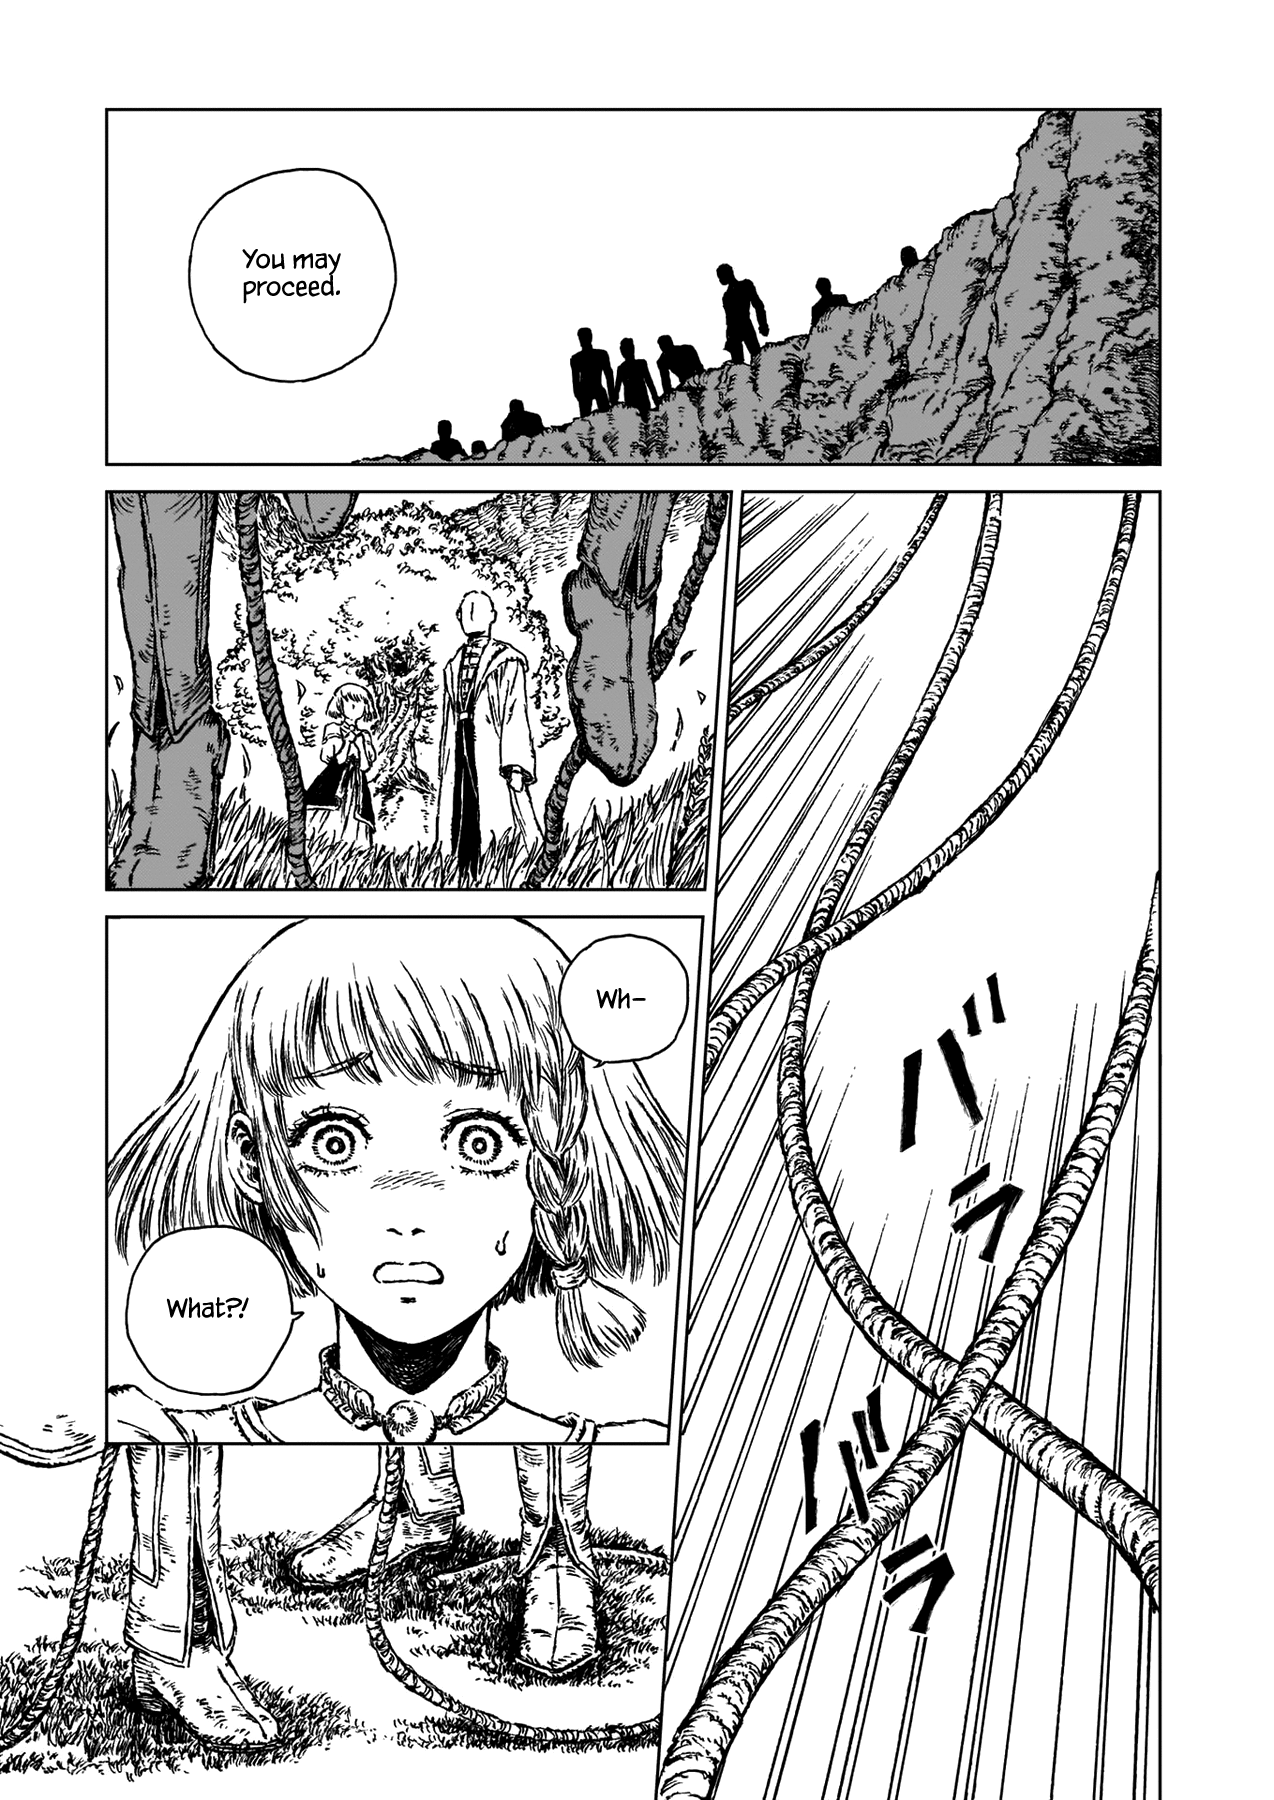 You may
proceed.
バ
ラ
バ
ラ
Wh-
What?!